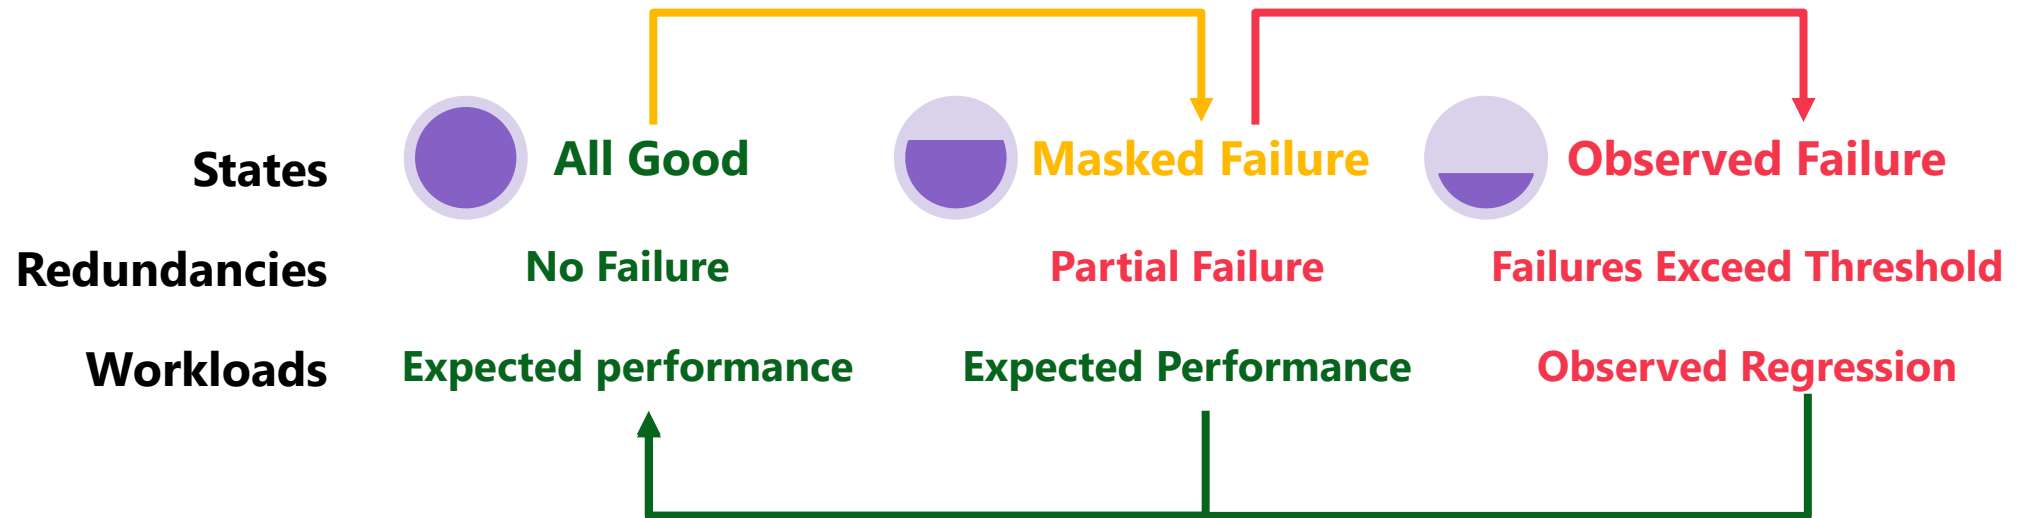 States All Good Masked Failure Observed Failure
Redundancies No Failure Partial Failure Failures Exceed Threshold
Workloads Expected performance Expected Performance Observed Regression